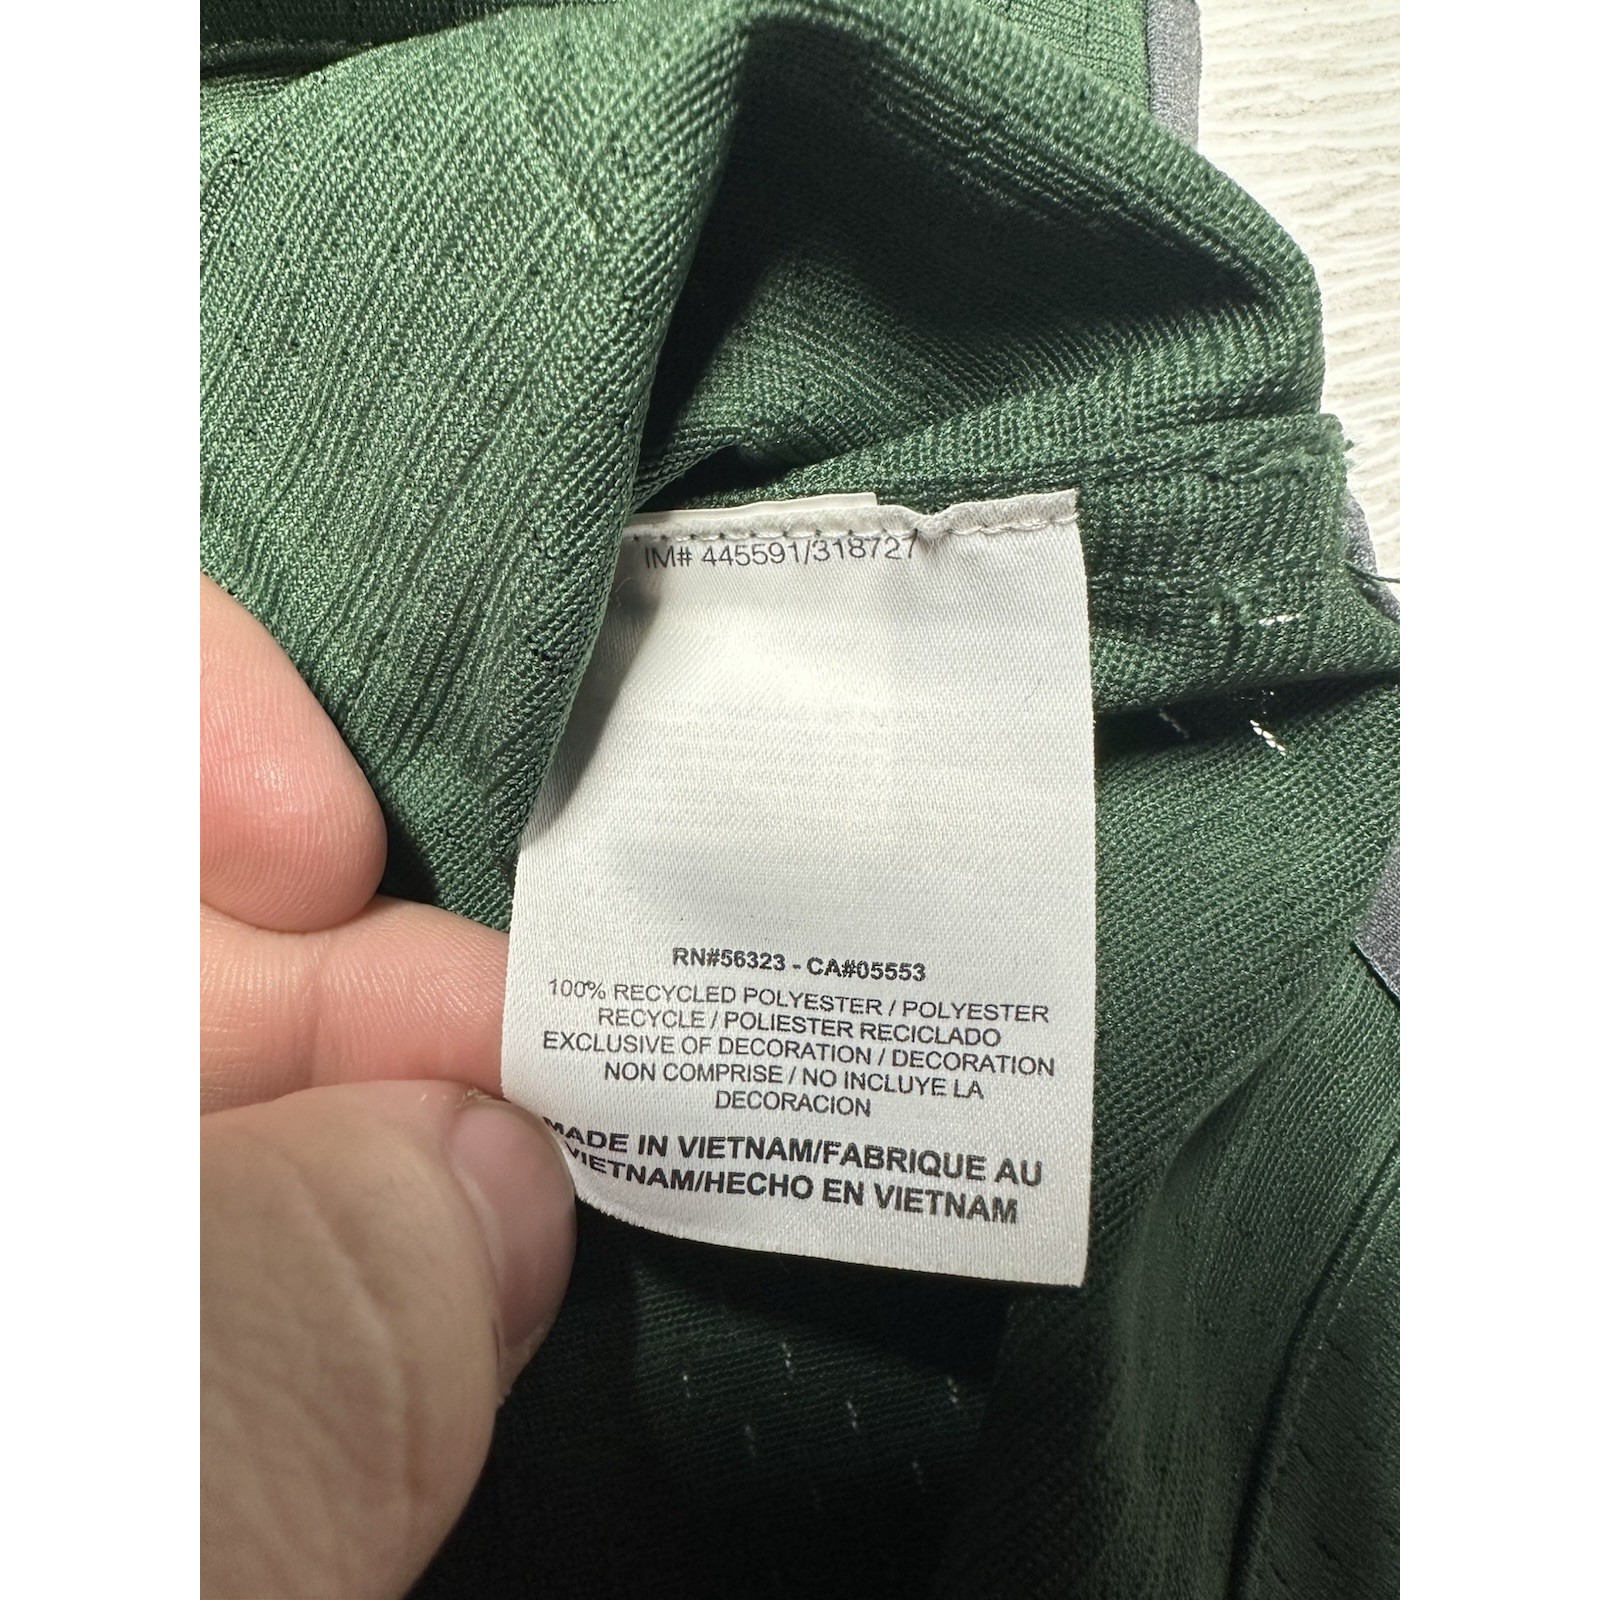 IM# 445591/318727
RN#56323 - CA#05553
100% RECYCLED POLYESTER / POLYESTER
RECYCLE / POLIESTER RECICLADO
EXCLUSIVE OF DECORATION / DECORATION
NON COMPRISE / NO INCLUYE LA
DECORACION
MADE IN VIETNAM/FABRIQUE AU
VIETNAM/HECHO EN VIETNAM